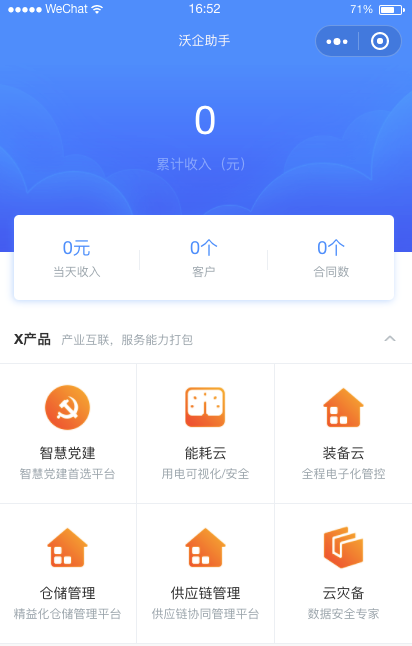 WeChat 16:52 71%
沃企助手
0
累计收入（元）
0元 0个 0个
当天收入 客户 合同数
X产品 产业互联，服务能力打包
智慧党建 能耗云 装备云
智慧党建首选平台 用电可视化/安全 全程电子化管控
仓储管理 供应链管理 云灾备
精益化仓储管理平台 供应链协同管理平台 数据安全专家